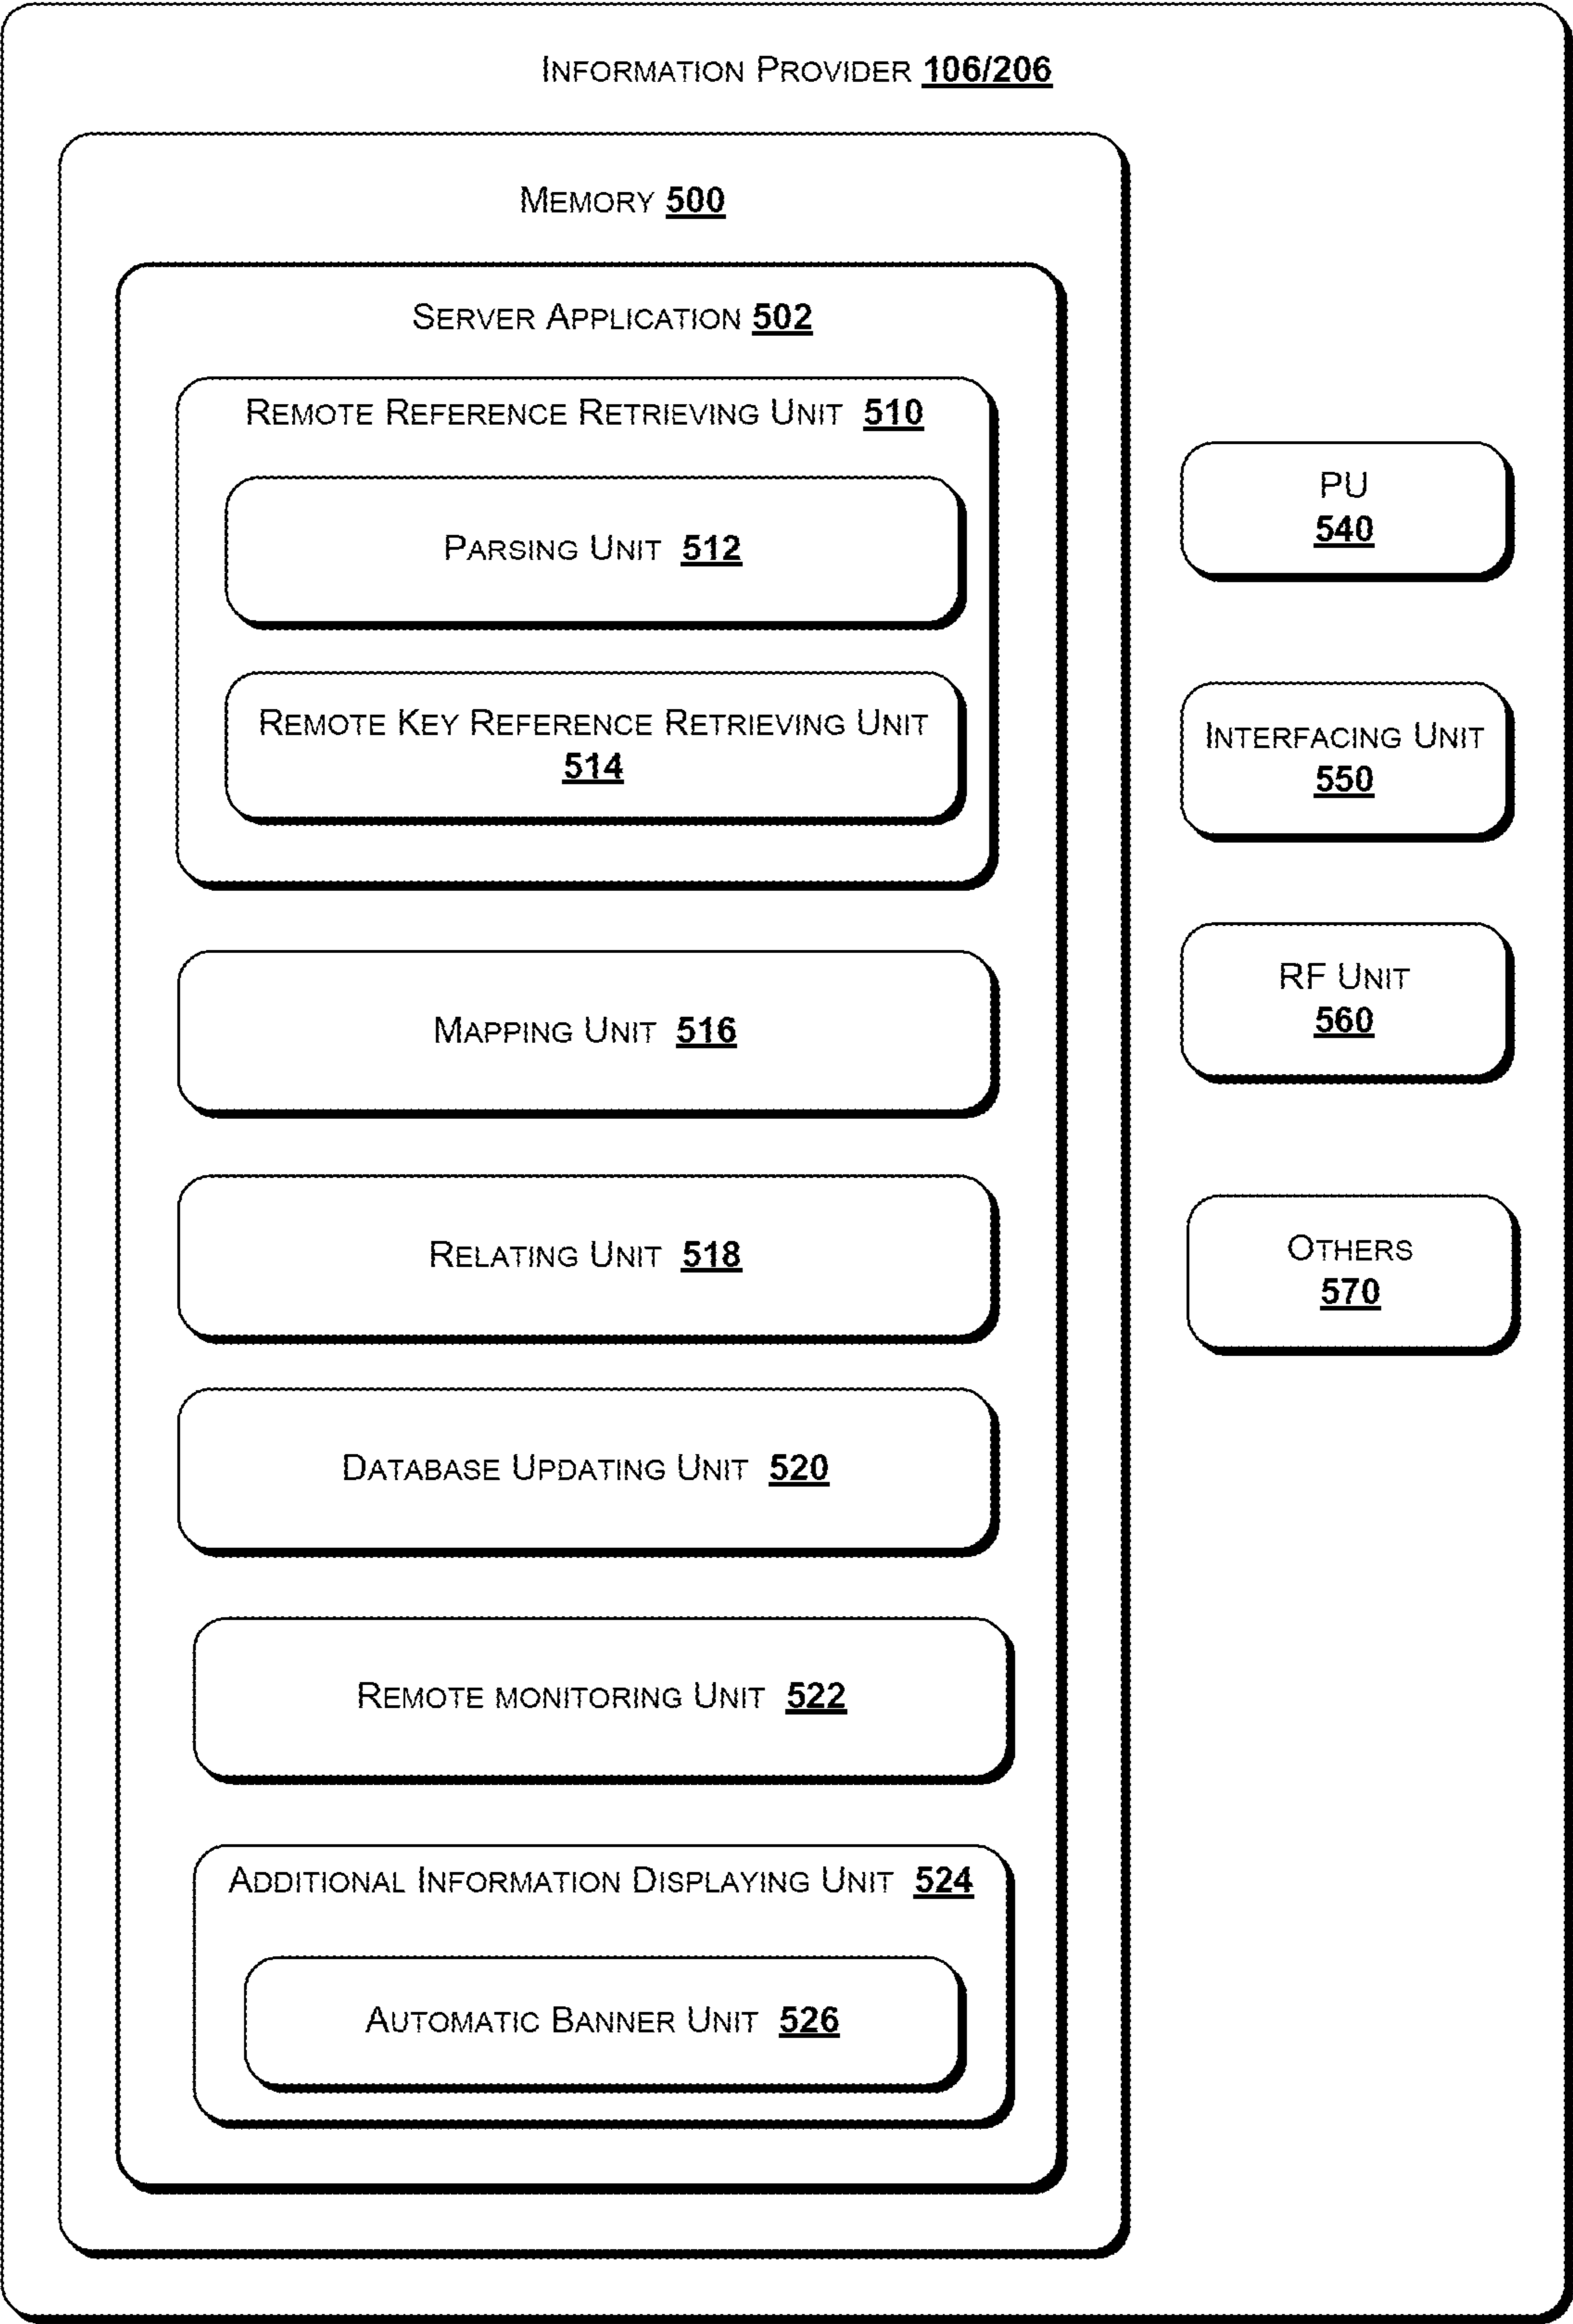 INFORMATION PROVIDER 106/206
MEMORY 500
SERVER APPLICATION 502
REMOTE REFERENCE RETRIEVING UNIT 510
PARSING UNIT 512
REMOTE KEY REFERENCE RETRIEVING UNIT
514
MAPPING UNIT 516
RELATING UNIT 518
DATABASE UPDATING UNIT 520
REMOTE MONITORING UNIT 522
ADDITIONAL INFORMATION DISPLAYING UNIT 524
AUTOMATIC BANNER UNIT 526
PU
540
INTERFACING UNIT
550
RF UNIT
560
OTHERS
570